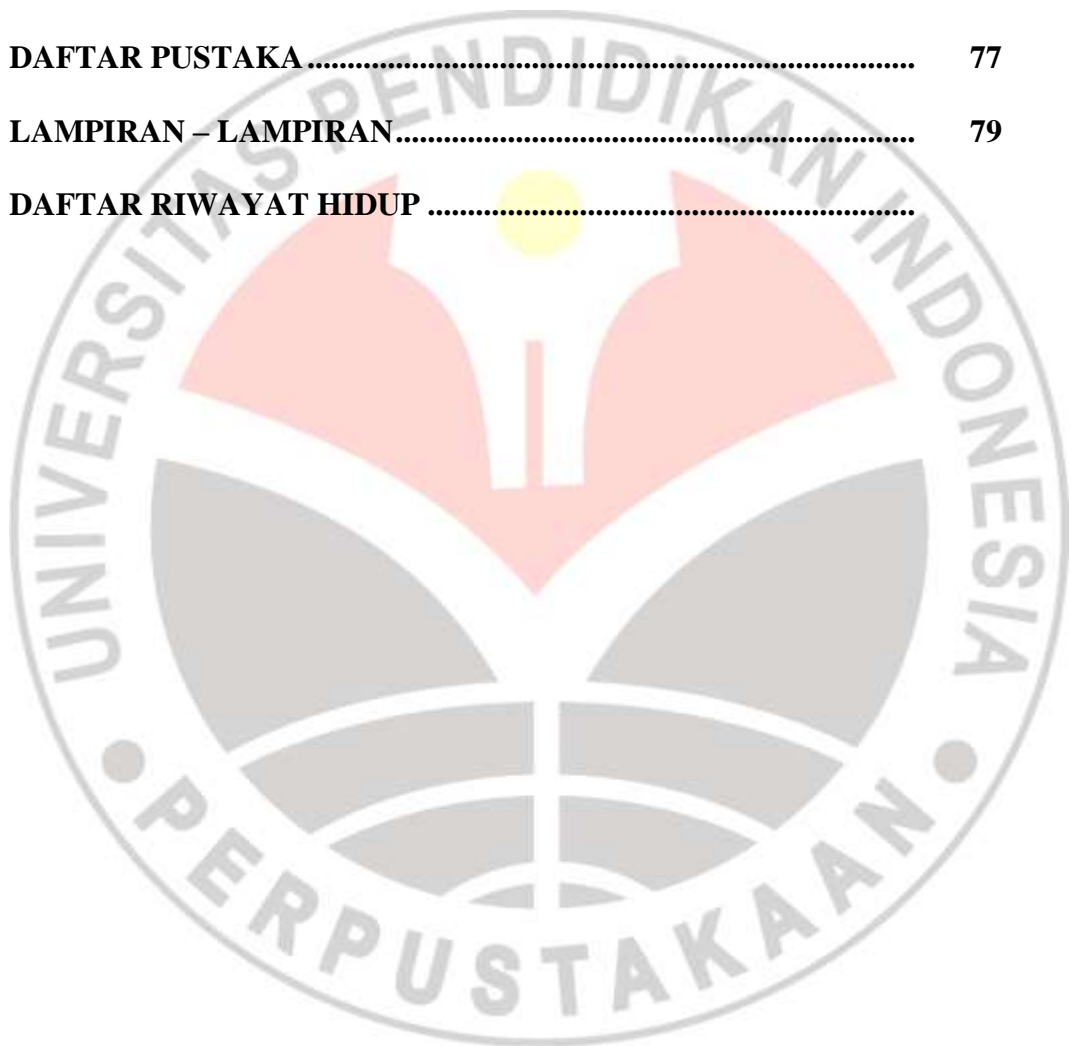 DAFTAR PUSTAKA ............................................................................. 77
LAMPIRAN – LAMPIRAN.................................................................. 79
DAFTAR RIWAYAT HIDUP ..............................................................
UNIVERSITAS PENDIDIKAN INDONESIA
PERPUSTAKAAN